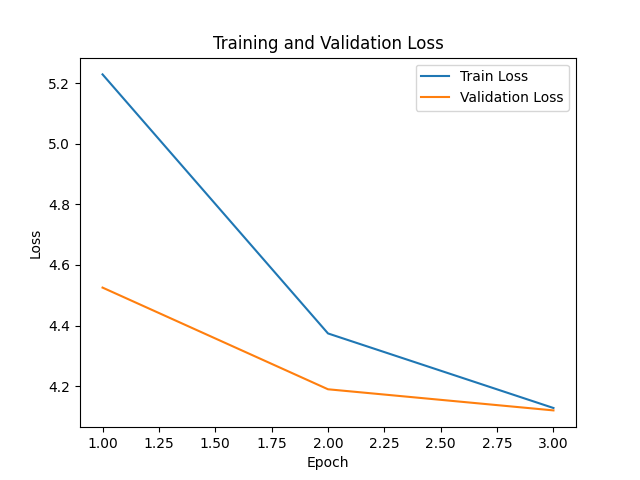 Training and Validation Loss
Train Loss
Validation Loss
5.2
5.0
4.8
4.6
4.4
4.2
Loss
1.00 1.25 1.50 1.75 2.00 2.25 2.50 2.75 3.00
Epoch